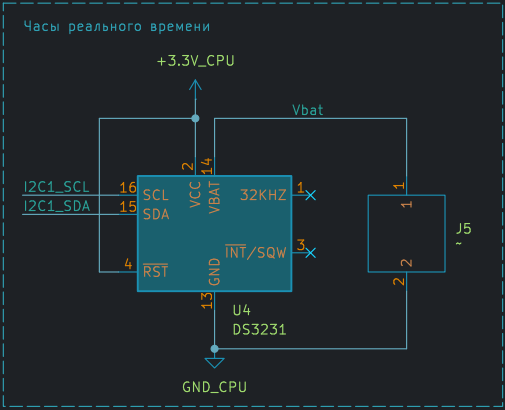 Часы реального времени
+3.3V_CPU
Vbat
2
14
1
I2C1_SCL
16
SCL
VCC
VBAT
32KHZ
1
1
I2C1_SDA
15
SDA
J5
~
3
INT/SQW
4
RST
GND
2
2
13
U4
DS3231
GND_CPU